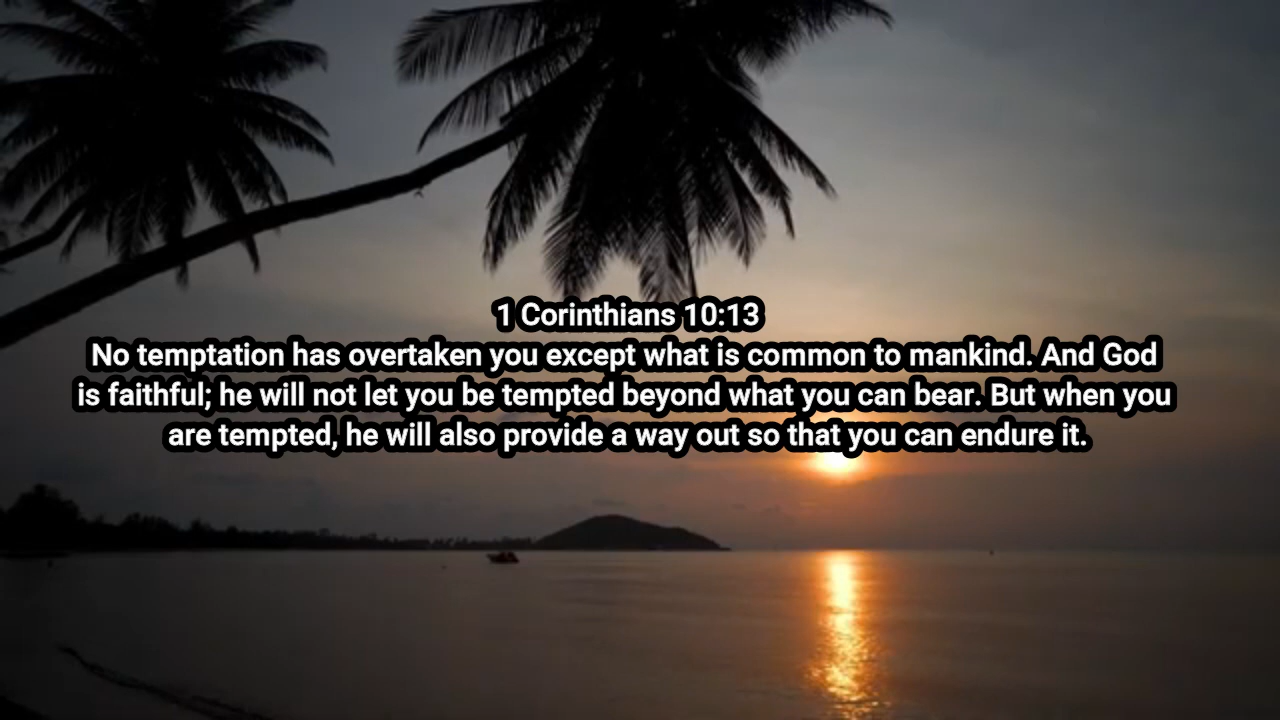 1 Corinthians 10:13
No temptation has overtaken you except what is common to mankind. And God
is faithful; he will not let you be tempted beyond what you can bear. But when you
are tempted, he will also provide a way out so that you can endure it.